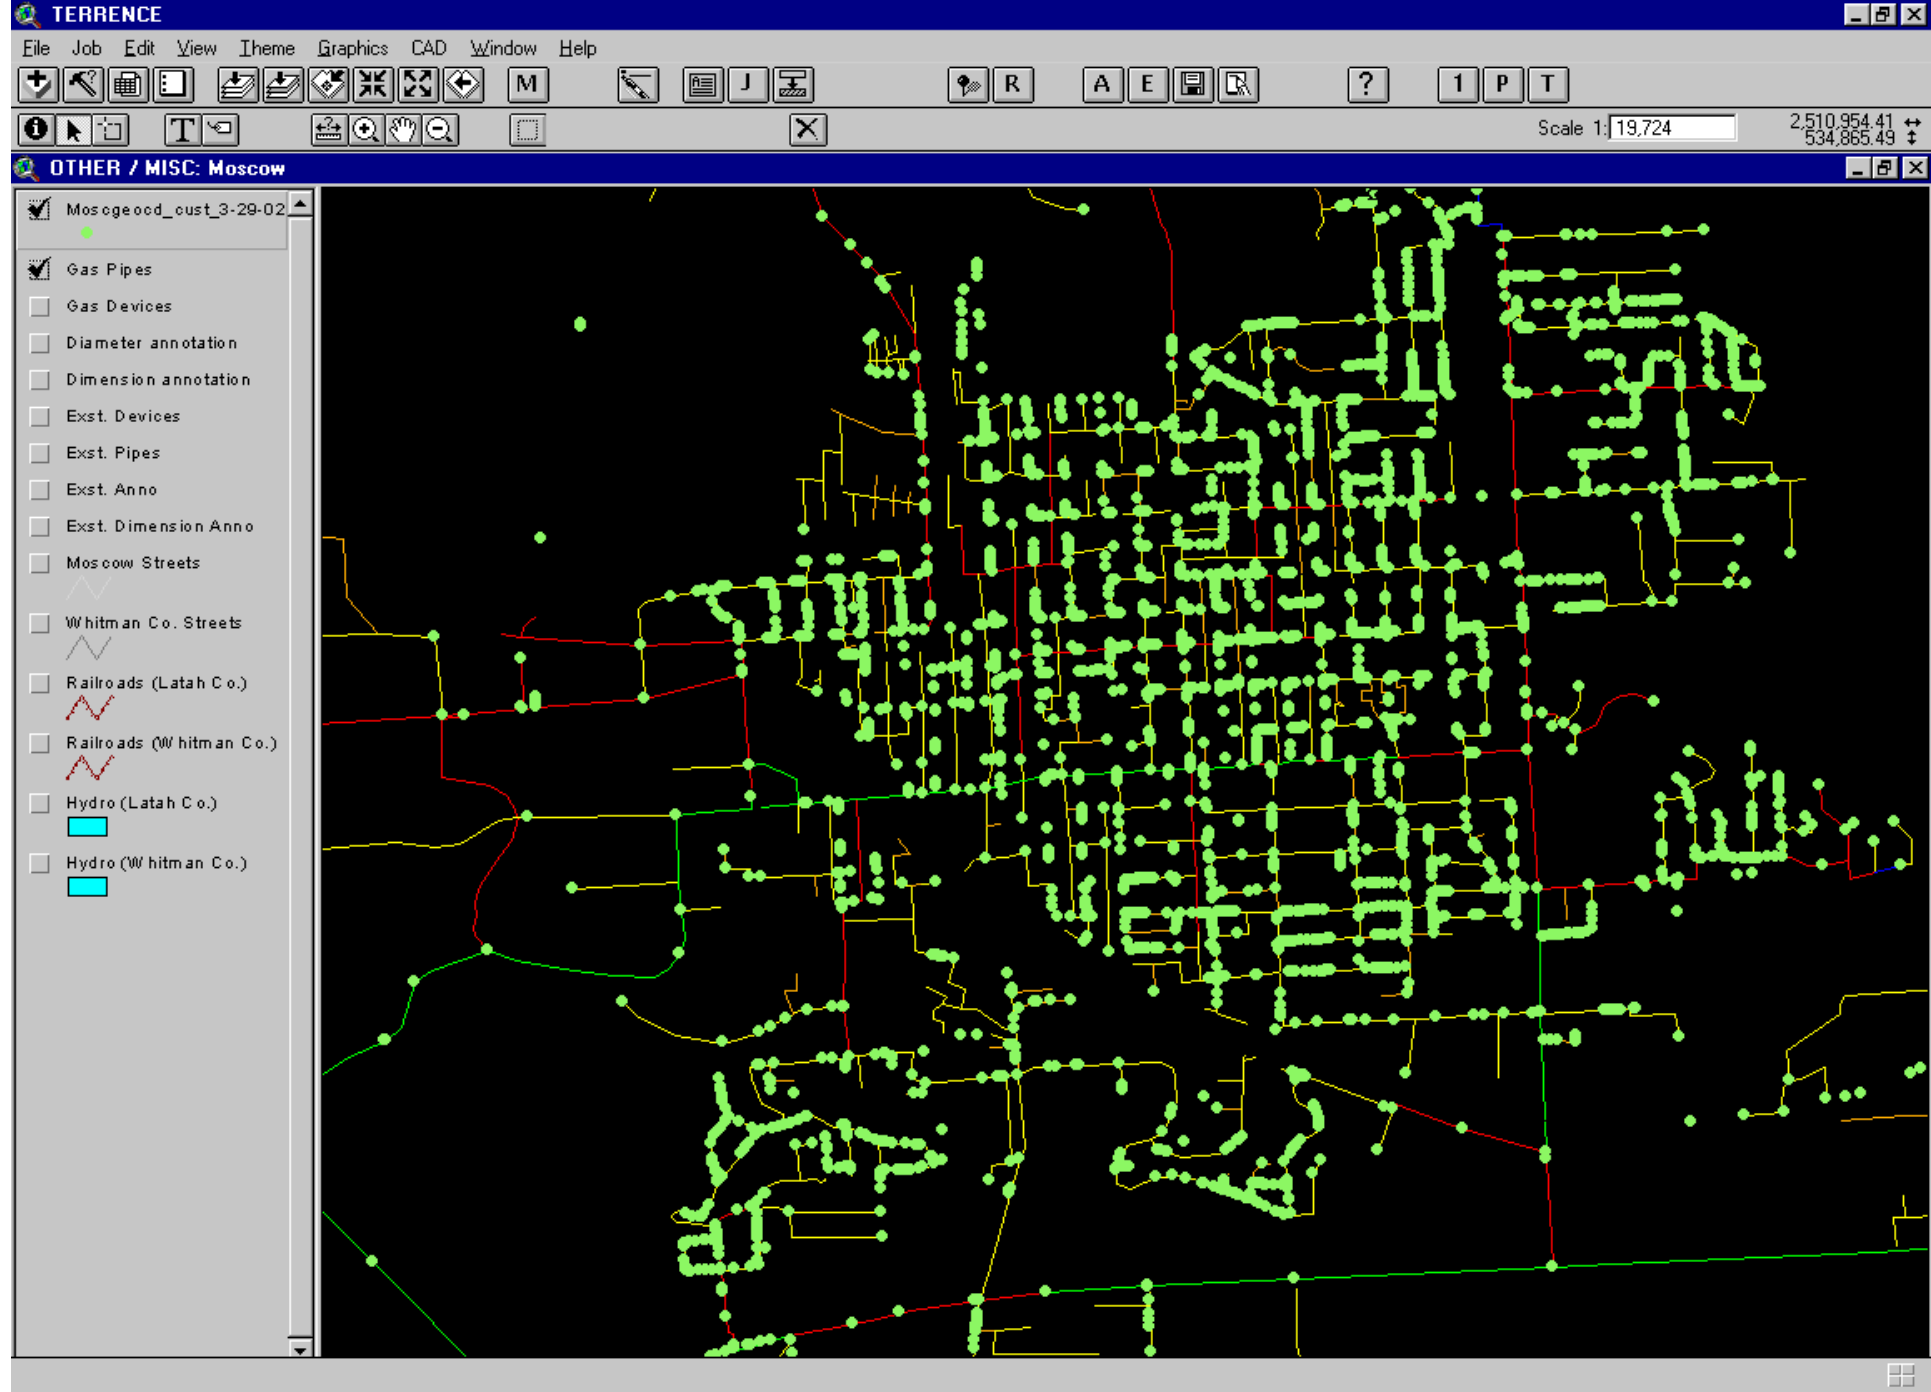 TERRENCE
File Job Edit View Theme Graphics CAD Window Help
M J R A E ? 1 P T
T Scale 1: 19,724 2,510,954.41
534,865.49
OTHER / MISC: Moscow
Moscgeocd_cust_3-29-02
Gas Pipes
Gas Devices
Diameter annotation
Dimension annotation
Exst. Devices
Exst. Pipes
Exst. Anno
Exst. Dimension Anno
Moscow Streets
Whitman Co. Streets
Railroads (Latah Co.)
Railroads (Whitman Co.)
Hydro (Latah Co.)
Hydro (Whitman Co.)